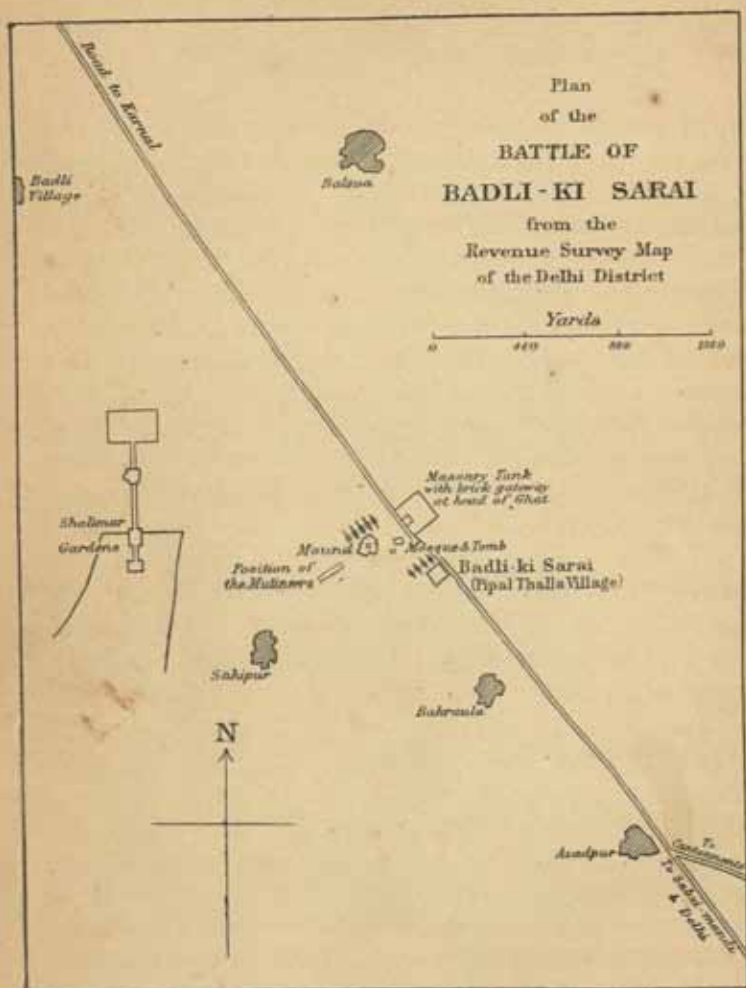 Plan
of the
BATTLE OF
BADLI-KI SARAI
from the
Revenue Survey Map
of the Delhi District
Yards
0 440 880 1320
Road to Karnal
Badli
Village
Salsua
Masonry Tank
with brick gateway
at head of Ghat
Shalimar
Gardens
Mound
Mosque & Tomb
Position of
the Mutineers
Badli-ki Sarai
(Pipal Thalla Village)
Sahipur
Bahraula
N
Azadpur
To
Cantonments
To Sabzi-mandi
& Delhi